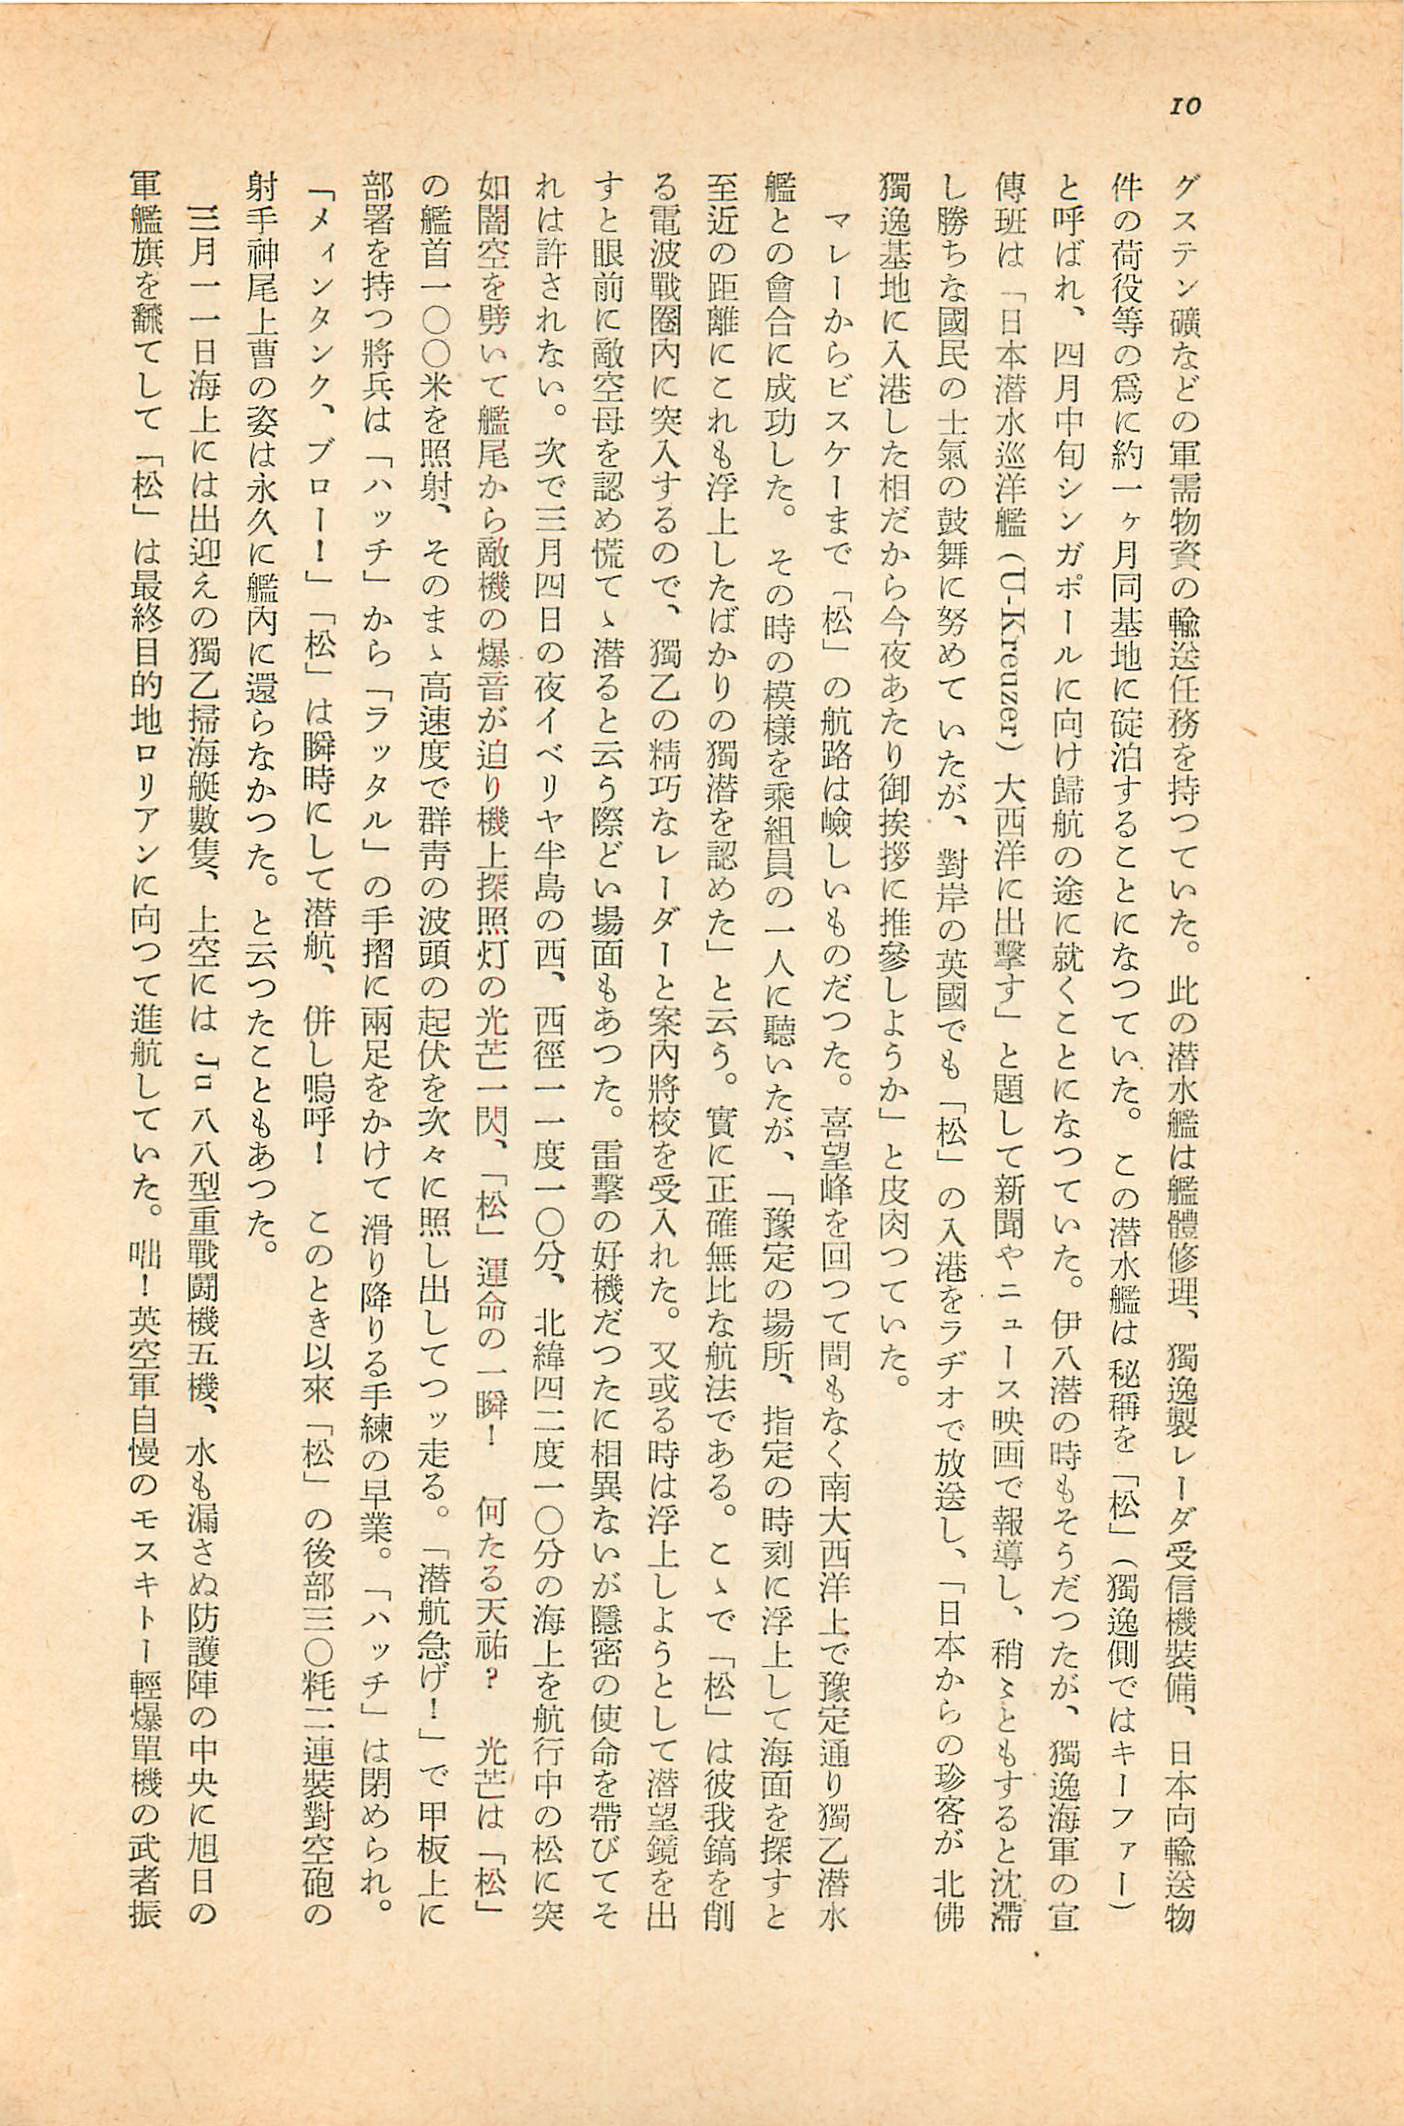 10
グステン礦などの軍需物資の輸送任務を持つていた。此の潜水艦は艦體修理、獨逸製レーダ受信機裝備、日本向輸送物
件の荷役等の爲に約一ヶ月同基地に碇泊することになつていた。 この潜水艦は秘稱を「松」(獨逸側ではキーファー)
と呼ばれ、四月中旬シンガポールに向け歸航の途に就くことになつていた。伊八潜の時もそうだつたが、獨逸海軍の宣
傳班は「日本潜水巡洋艦(U-Kreuzer)大西洋に出擊す」と題して新聞やニュース映画で報導し、稍〻ともすると沈滯
し勝ちな國民の士氣の鼓舞に努めていたが、對岸の英國でも「松」の入港をラヂオで放送し、「日本からの珍客が北佛
獨逸基地に入港した相だから今夜あたり御挨拶に推參しようか」と皮肉つていた。
マレーからビスケーまで「松」の航路は嶮しいものだつた。喜望峰を回つて間もなく南大西洋上で豫定通り獨乙潜水
艦との會合に成功した。その時の模樣を乘組員の一人に聽いたが、「豫定の場所、指定の時刻に浮上して海面を探すと
至近の距離にこれも浮上したばかりの獨潜を認めた」と云う。實に正確無比な航法である。こゝで「松」は彼我鎬を削
る電波戰圏內に突入するので、獨乙の精巧なレーダーと案內將校を受入れた。又或る時は浮上しようとして潜望鏡を出
すと眼前に敵空母を認め慌てゝ潜ると云う際どい場面もあつた。雷擊の好機だつたに相異ないが隱密の使命を帶びてそ
れは許されない。次で三月四日の夜イベリヤ半島の西、西徑一一度一〇分、北緯四二度一〇分の海上を航行中の松に突
如闇空を劈いて艦尾から敵機の爆音が迫り機上探照灯の光芒一閃、「松」運命の一瞬! 何たる天祐? 光芒は「松」
の艦首一〇〇米を照射、そのまゝ高速度で群靑の波頭の起伏を次々に照し出してつッ走る。「潜航急げ!」で甲板上に
部署を持つ將兵は「ハッチ」から「ラッタル」の手摺に兩足をかけて滑り降りる手練の早業。「ハッチ」は閉められ。
「メィンタンク、ブロー!」「松」は瞬時にして潜航、併し嗚呼! このとき以來「松」の後部三〇粍二連裝對空砲の
射手神尾上曹の姿は永久に艦內に還らなかつた。と云つたこともあつた。
三月一一日海上には出迎えの獨乙掃海艇數隻、上空には Ju 八八型重戰鬪機五機、水も漏さぬ防護陣の中央に旭日の
軍艦旗を飜てして「松」は最終目的地ロリアンに向つて進航していた。咄!英空軍自慢のモスキトー輕爆單機の武者振